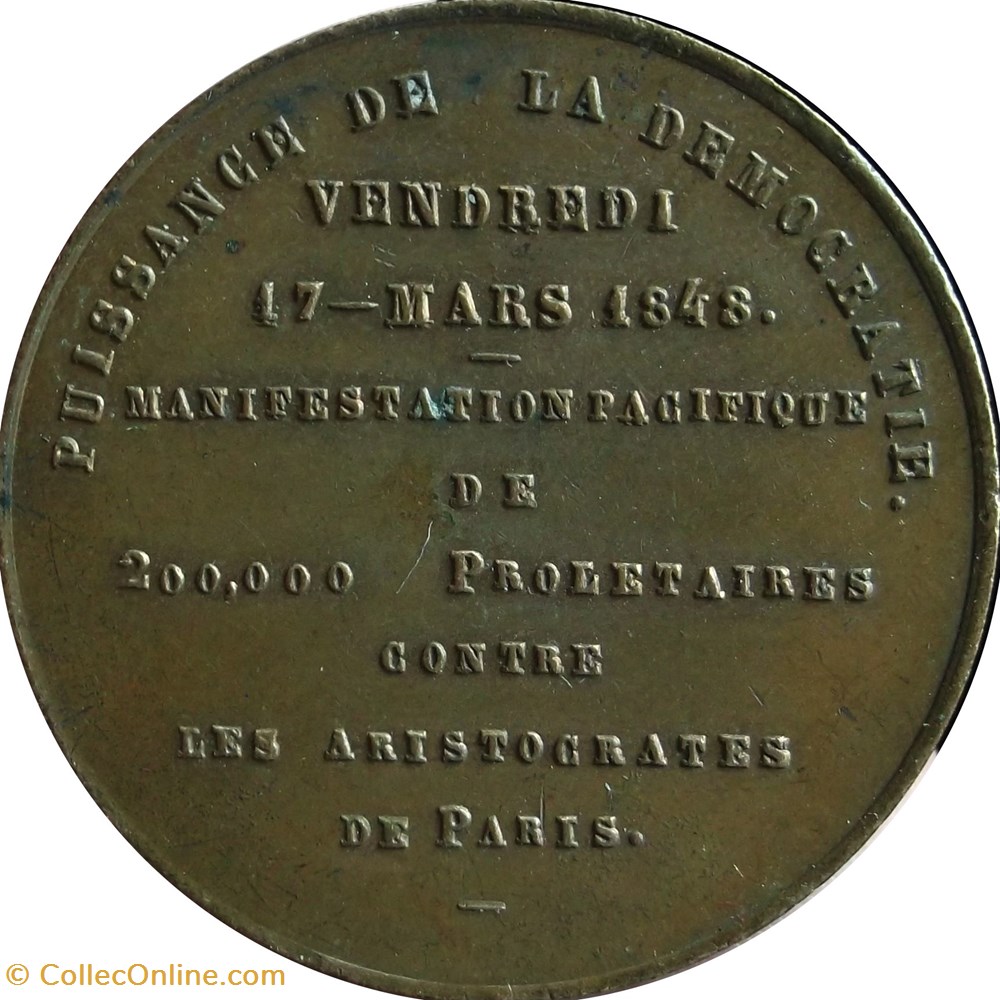 PUISSANCE DE LA DEMOCRATIE.
VENDREDI
17—MARS 1848.
—
MANIFESTATION PACIFIQUE
DE
200,000 PROLETAIRES
CONTRE
LES ARISTOCRATES
DE PARIS.
—
© CollecOnline.com